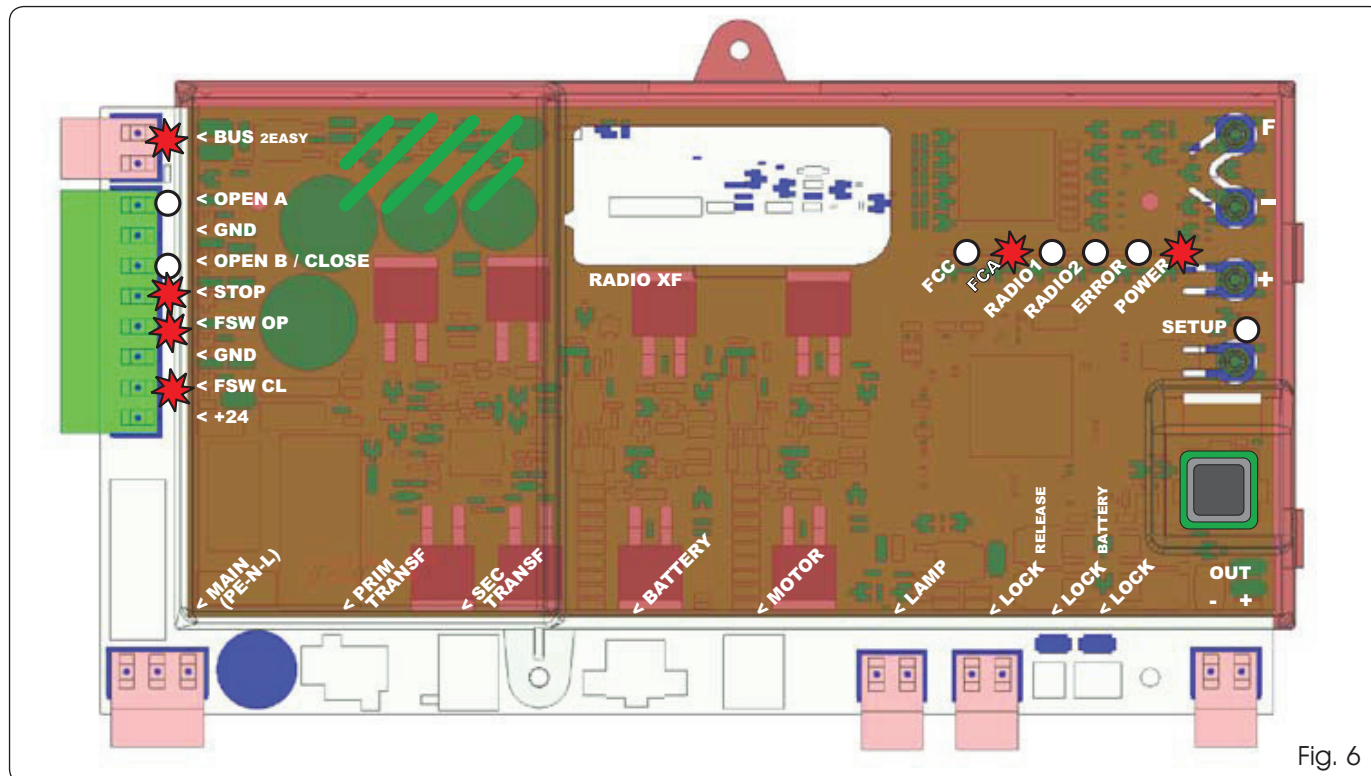 < BUS 2EASY
< OPEN A
< GND
< OPEN B / CLOSE
< STOP
< FSW OP
< GND
< FSW CL
< +24
RADIO XF
FCC
FCA
RADIO1
RADIO2
ERROR
POWER
F
-
+
SETUP
< MAIN
(PE-N-L)
< PRIM
TRANSF
< SEC
TRANSF
< BATTERY
< MOTOR
< LAMP
< LOCK
RELEASE
< LOCK
BATTERY
< LOCK
OUT
- +
Fig. 6